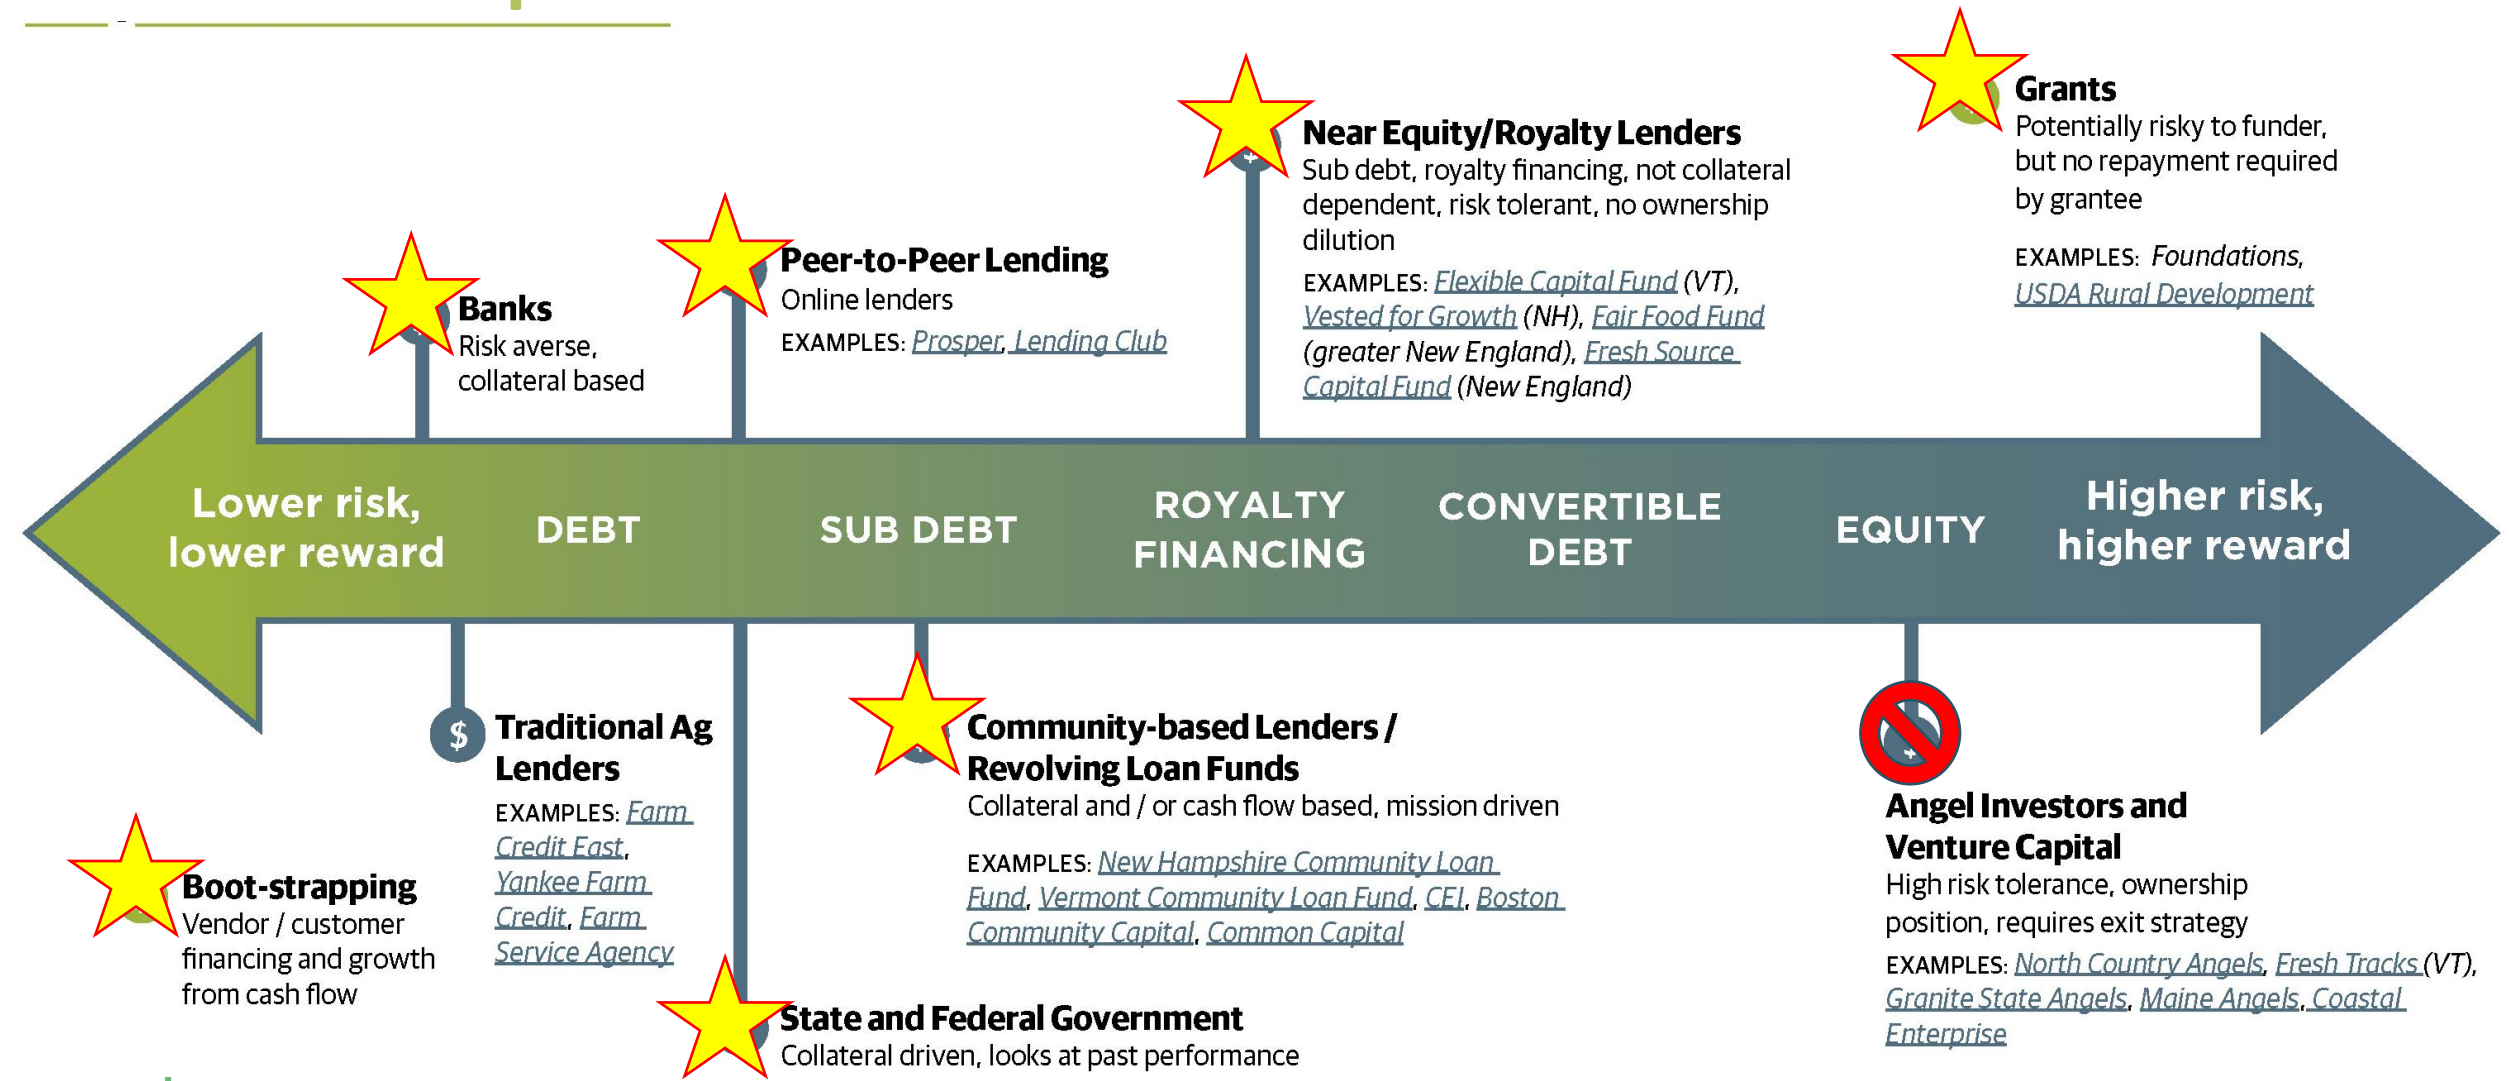 Grants
Potentially risky to funder,
but no repayment required
by grantee
EXAMPLES: Foundations,
USDA Rural Development
Near Equity/Royalty Lenders
Sub debt, royalty financing, not collateral
dependent, risk tolerant, no ownership
dilution
EXAMPLES: Flexible Capital Fund (VT),
Vested for Growth (NH), Fair Food Fund
(greater New England), Fresh Source
Capital Fund (New England)
Peer-to-Peer Lending
Online lenders
EXAMPLES: Prosper, Lending Club
Banks
Risk averse,
collateral based
Lower risk,
lower reward
DEBT
SUB DEBT
ROYALTY
FINANCING
CONVERTIBLE
DEBT
EQUITY
Higher risk,
higher reward
$
Traditional Ag
Lenders
EXAMPLES: Farm
Credit East,
Yankee Farm
Credit, Farm
Service Agency
Community-based Lenders /
Revolving Loan Funds
Collateral and / or cash flow based, mission driven
EXAMPLES: New Hampshire Community Loan
Fund, Vermont Community Loan Fund, CEI, Boston
Community Capital, Common Capital
Angel Investors and
Venture Capital
High risk tolerance, ownership
position, requires exit strategy
EXAMPLES: North Country Angels, Fresh Tracks (VT),
Granite State Angels, Maine Angels, Coastal
Enterprise
Boot-strapping
Vendor / customer
financing and growth
from cash flow
State and Federal Government
Collateral driven, looks at past performance